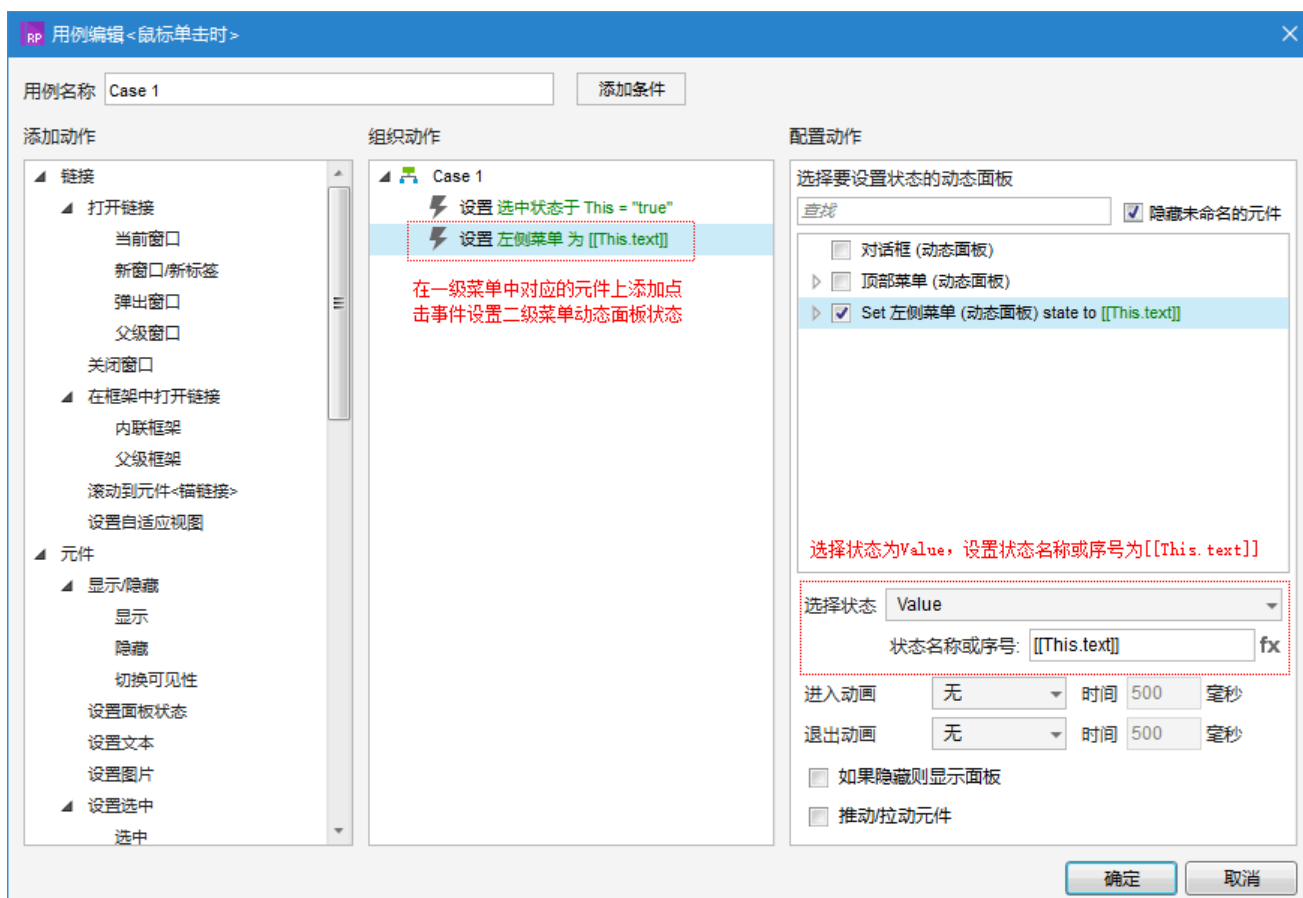 RP 用例编辑<鼠标单击时>
用例名称 Case 1 添加条件
添加动作 组织动作 配置动作
链接
打开链接
当前窗口
新窗口/新标签
弹出窗口
父级窗口
关闭窗口
在框架中打开链接
内联框架
父级框架
滚动到元件<锚链接>
设置自适应视图
元件
显示/隐藏
显示
隐藏
切换可见性
设置面板状态
设置文本
设置图片
设置选中
选中
Case 1
设置 选中状态于 This = "true"
设置 左侧菜单 为 [[This.text]]
在一级菜单中对应的元件上添加点
击事件设置二级菜单动态面板状态
选择要设置状态的动态面板
查找 隐藏未命名的元件
对话框 (动态面板)
顶部菜单 (动态面板)
Set 左侧菜单 (动态面板) state to [[This.text]]
选择状态为Value，设置状态名称或序号为[[This.text]]
选择状态 Value
状态名称或序号: [[This.text]] fx
进入动画 无 时间 500 毫秒
退出动画 无 时间 500 毫秒
如果隐藏则显示面板
推动/拉动元件
确定 取消